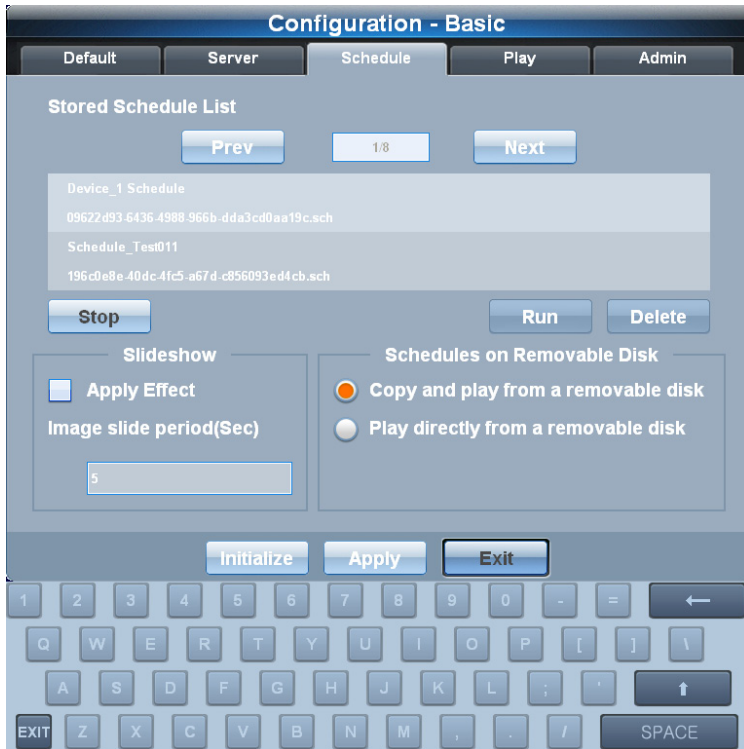 Configuration - Basic
Default Server Schedule Play Admin
Stored Schedule List
Prev 1/8 Next
Device_1 Schedule
09622d93-6436-4988-966b-dda3cd0aa19c.sch
Schedule_Test011
196c0e8e-40dc-4fc5-a67d-c856093ed4cb.sch
Stop Run Delete
Slideshow Schedules on Removable Disk
Apply Effect Copy and play from a removable disk
Image slide period(Sec) Play directly from a removable disk
5
Initialize Apply Exit
1 2 3 4 5 6 7 8 9 0 - = ←
Q W E R T Y U I O P [ ] \
A S D F G H J K L ; ' ⬆
EXIT Z X C V B N M , . / SPACE